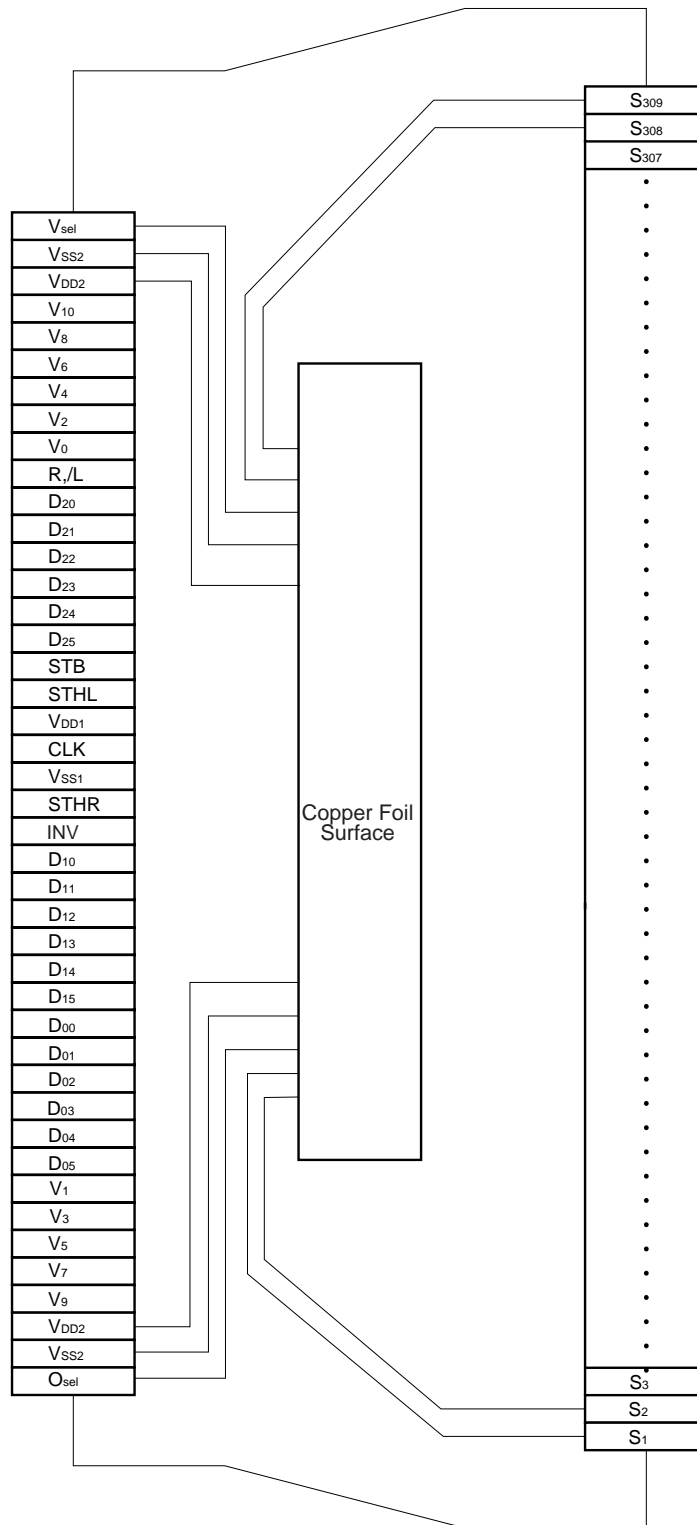 S309
S308
S307
Vsel
VSS2
VDD2
V10
V8
V6
V4
V2
V0
R,/L
D20
D21
D22
D23
D24
D25
STB
STHL
VDD1
CLK
VSS1
STHR
INV
D10
D11
D12
D13
D14
D15
D00
D01
D02
D03
D04
D05
V1
V3
V5
V7
V9
VDD2
VSS2
Osel
Copper Foil
Surface
S3
S2
S1